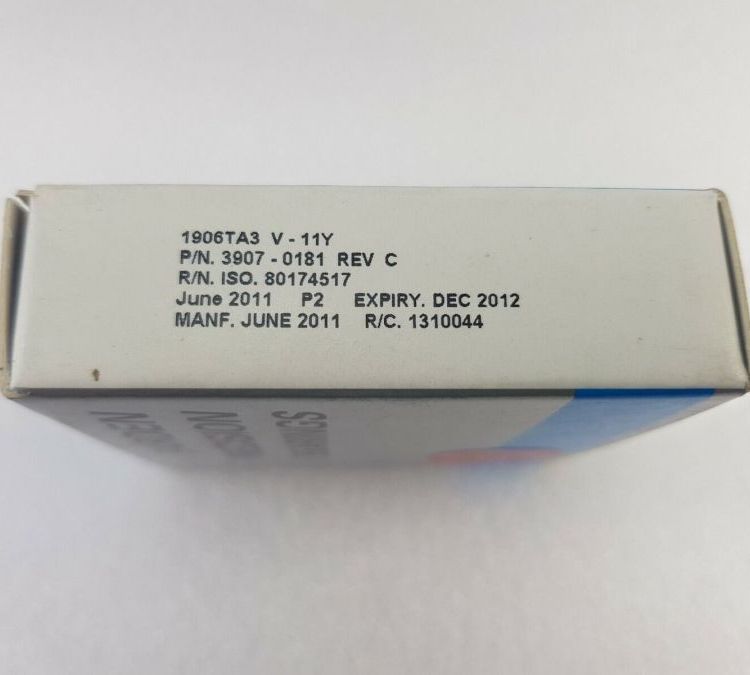 1906TA3 V - 11Y
P/N. 3907 - 0181 REV C
R/N. ISO. 80174517
June 2011 P2 EXPIRY. DEC 2012
MANF. JUNE 2011 R/C. 1310044